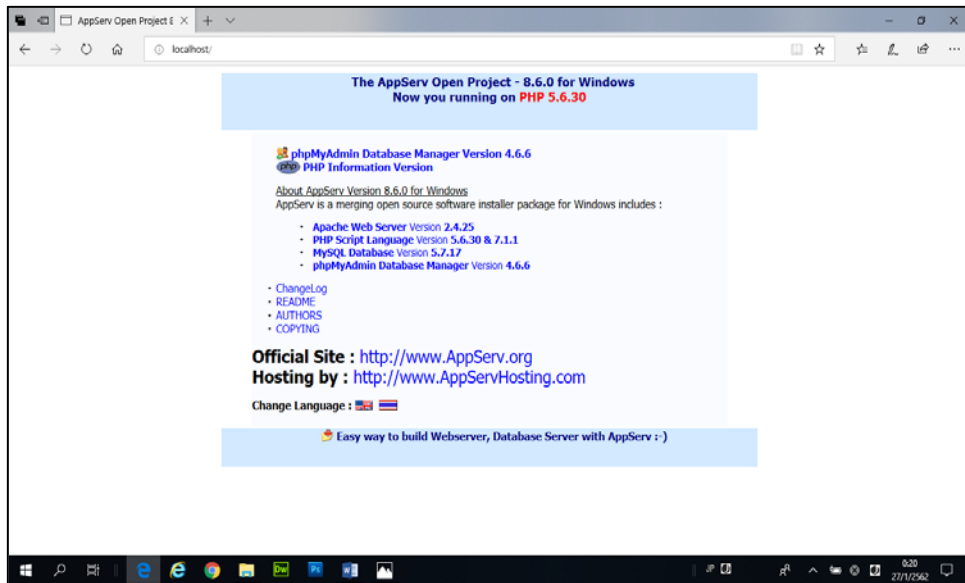 AppServ Open Project 8
localhost/
The AppServ Open Project - 8.6.0 for Windows
Now you running on PHP 5.6.30
phpMyAdmin Database Manager Version 4.6.6
php PHP Information Version
About AppServ Version 8.6.0 for Windows
AppServ is a merging open source software installer package for Windows includes :
• Apache Web Server Version 2.4.25
• PHP Script Language Version 5.6.30 & 7.1.1
• MySQL Database Version 5.7.17
• phpMyAdmin Database Manager Version 4.6.6
• ChangeLog
• README
• AUTHORS
• COPYING
Official Site : http://www.AppServ.org
Hosting by : http://www.AppServHosting.com
Change Language :
Easy way to build Webserver, Database Server with AppServ :-)
Dw
Ps
JP
0:20
27/1/2562